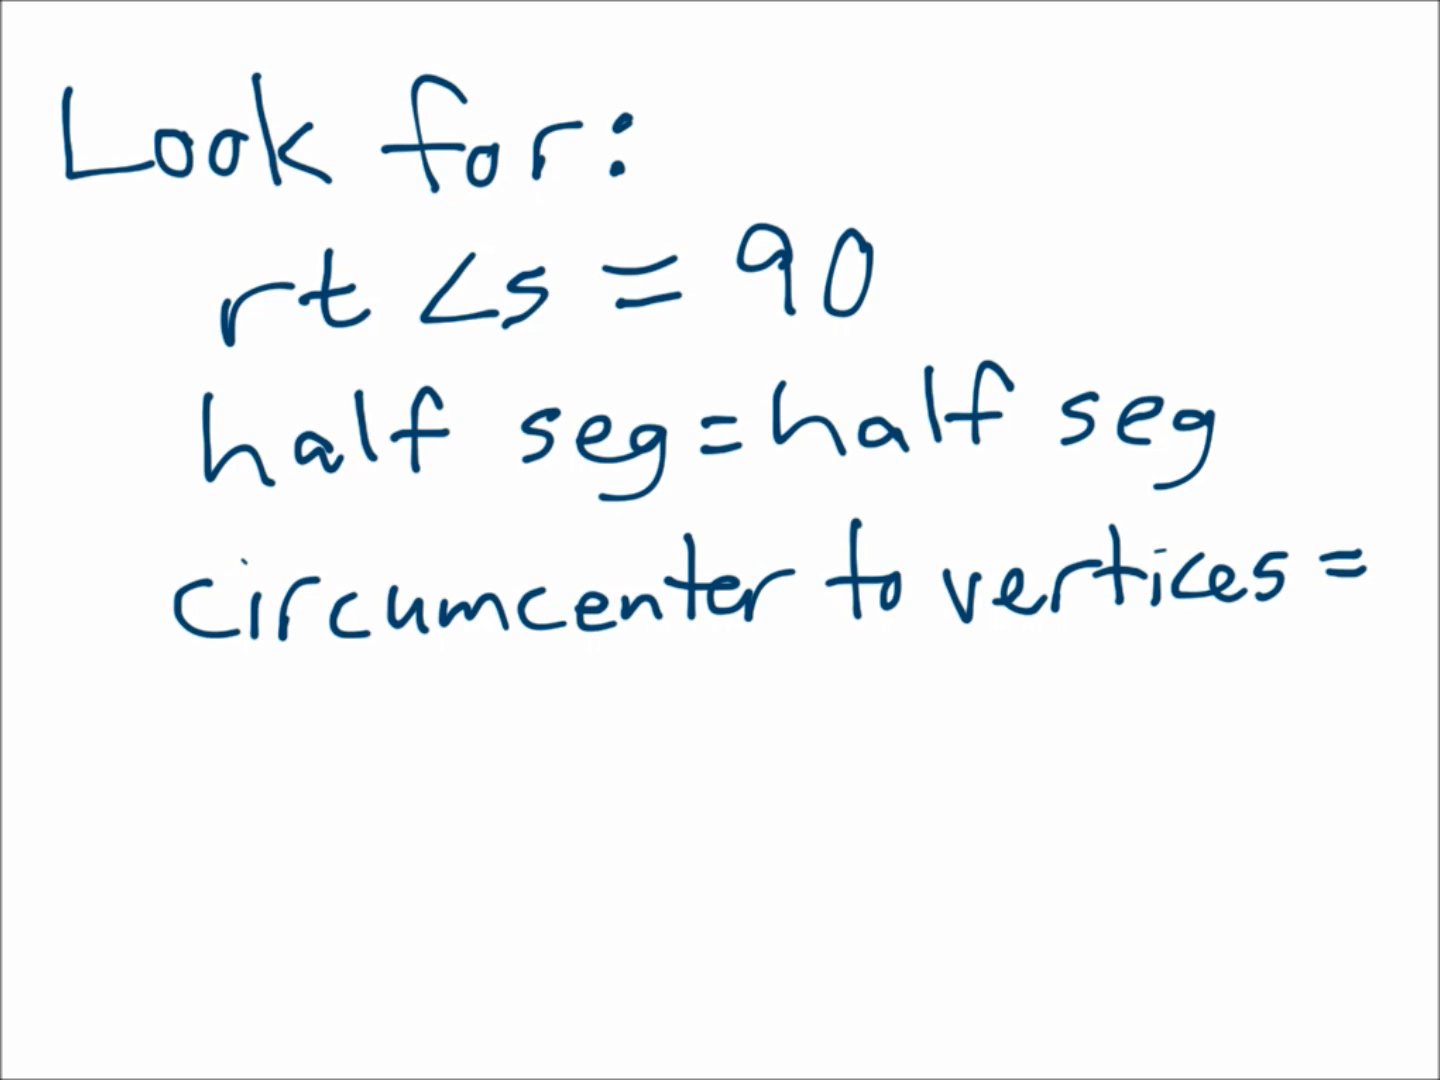 Look for:
rt ∠s = 90
half seg = half seg
circumcenter to vertices =